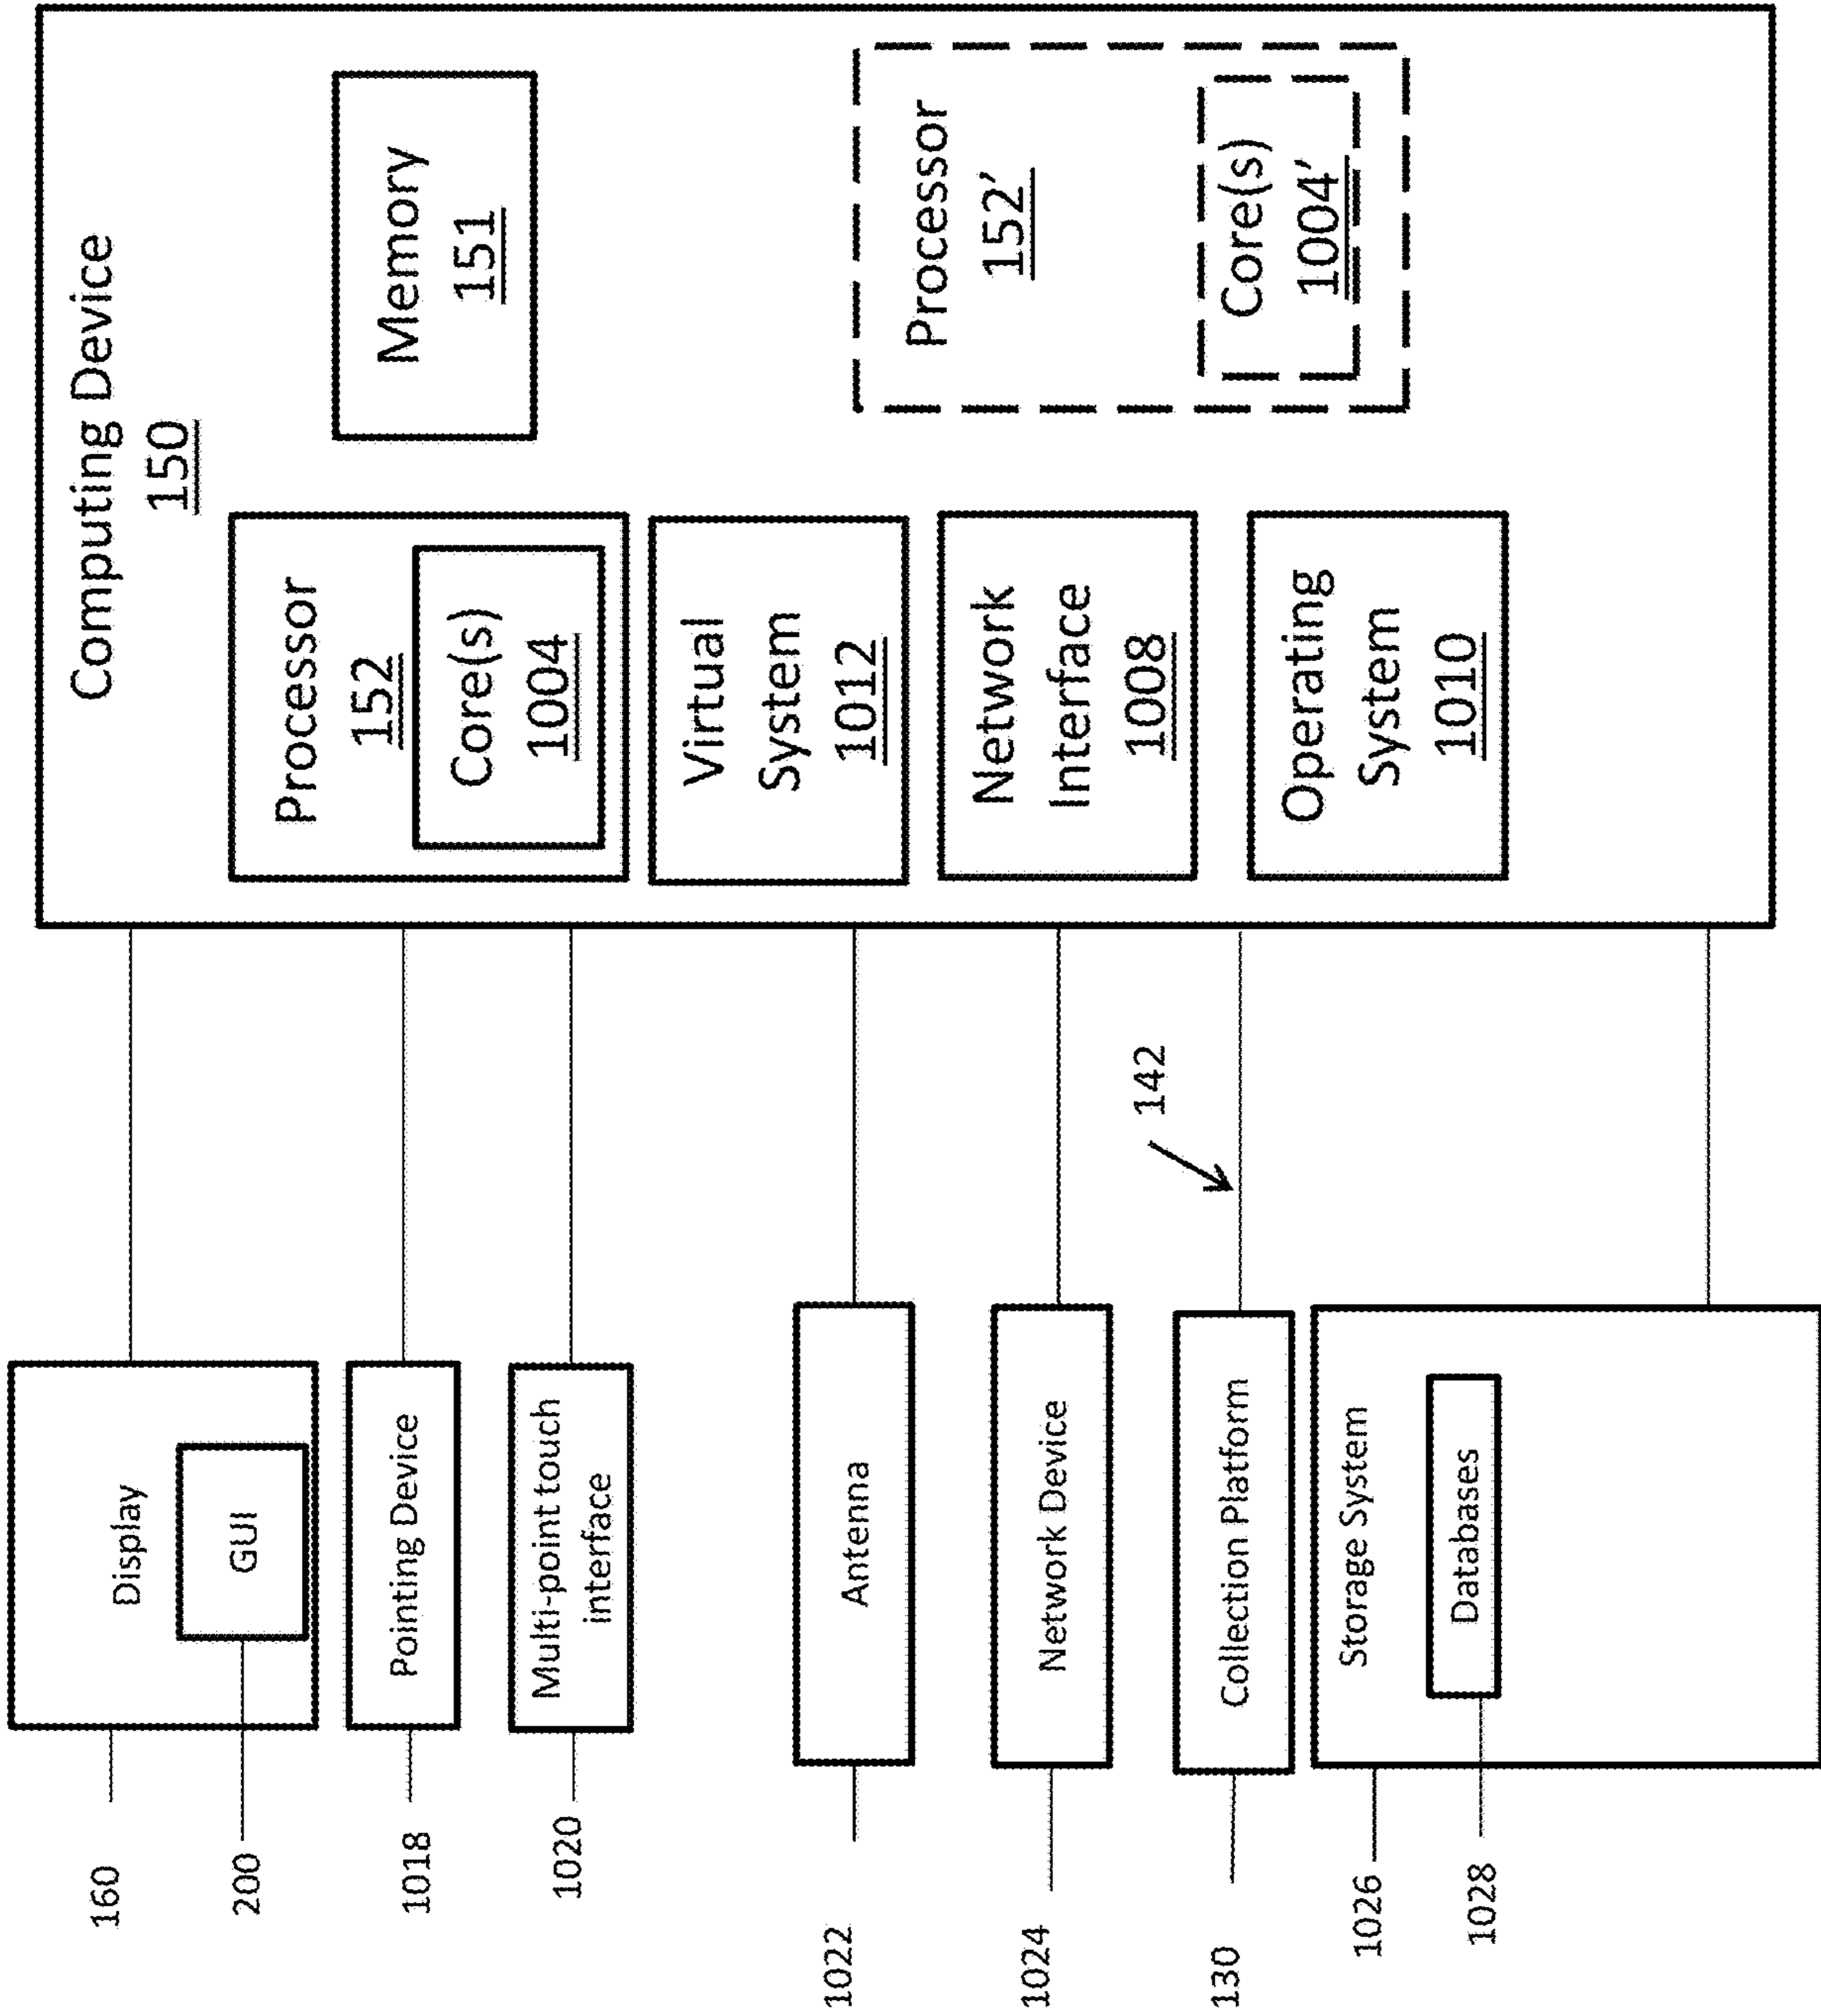 Computing Device
150
Processor
152
Core(s)
1004
Memory
151
Virtual
System
1012
Network
Interface
1008
Processor
152’
Core(s)
1004’
Operating
System
1010
160
Display
200
GUI
1018
Pointing Device
1020
Multi-point touch
interface
1022
Antenna
1024
Network Device
142
130
Collection Platform
1026
Storage System
1028
Databases